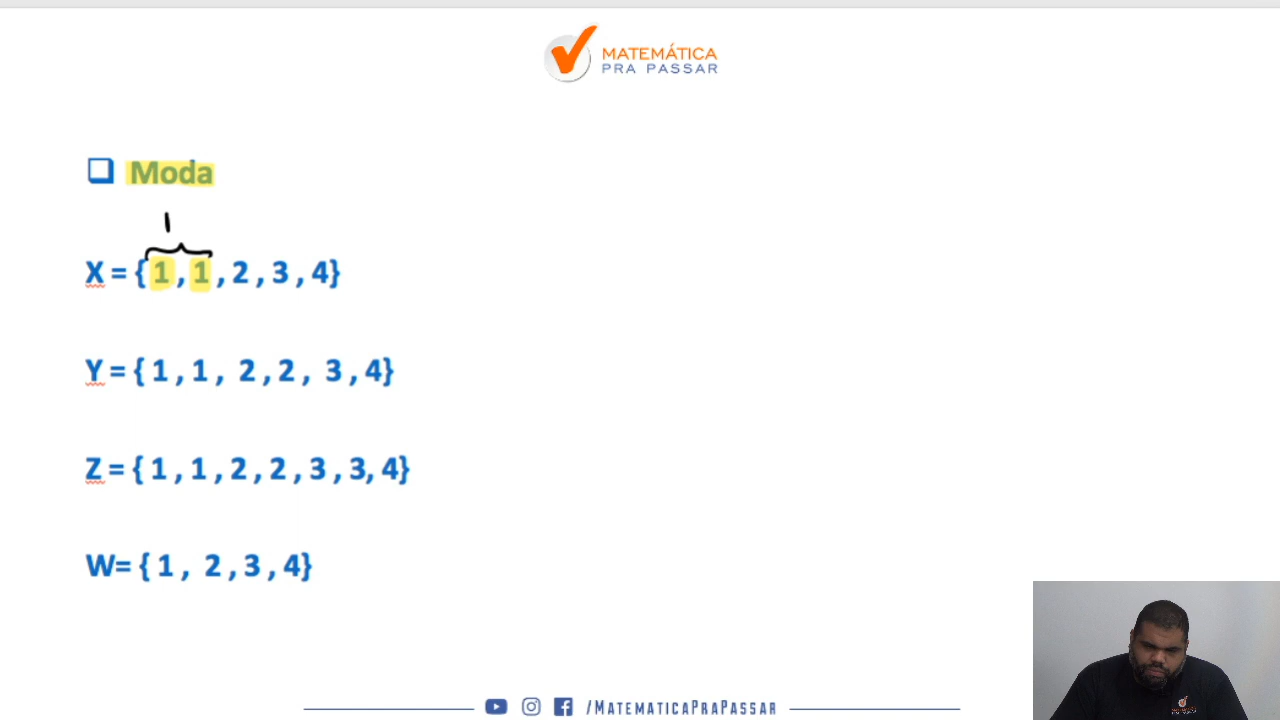 MATEMÁTICA
PRA PASSAR
Moda
X = { 1 , 1 , 2 , 3 , 4}
Y = { 1 , 1 , 2 , 2 , 3 , 4}
Z = { 1 , 1 , 2 , 2 , 3 , 3, 4}
W= { 1 , 2 , 3 , 4}
/MATEMATICAPRAPASSAR